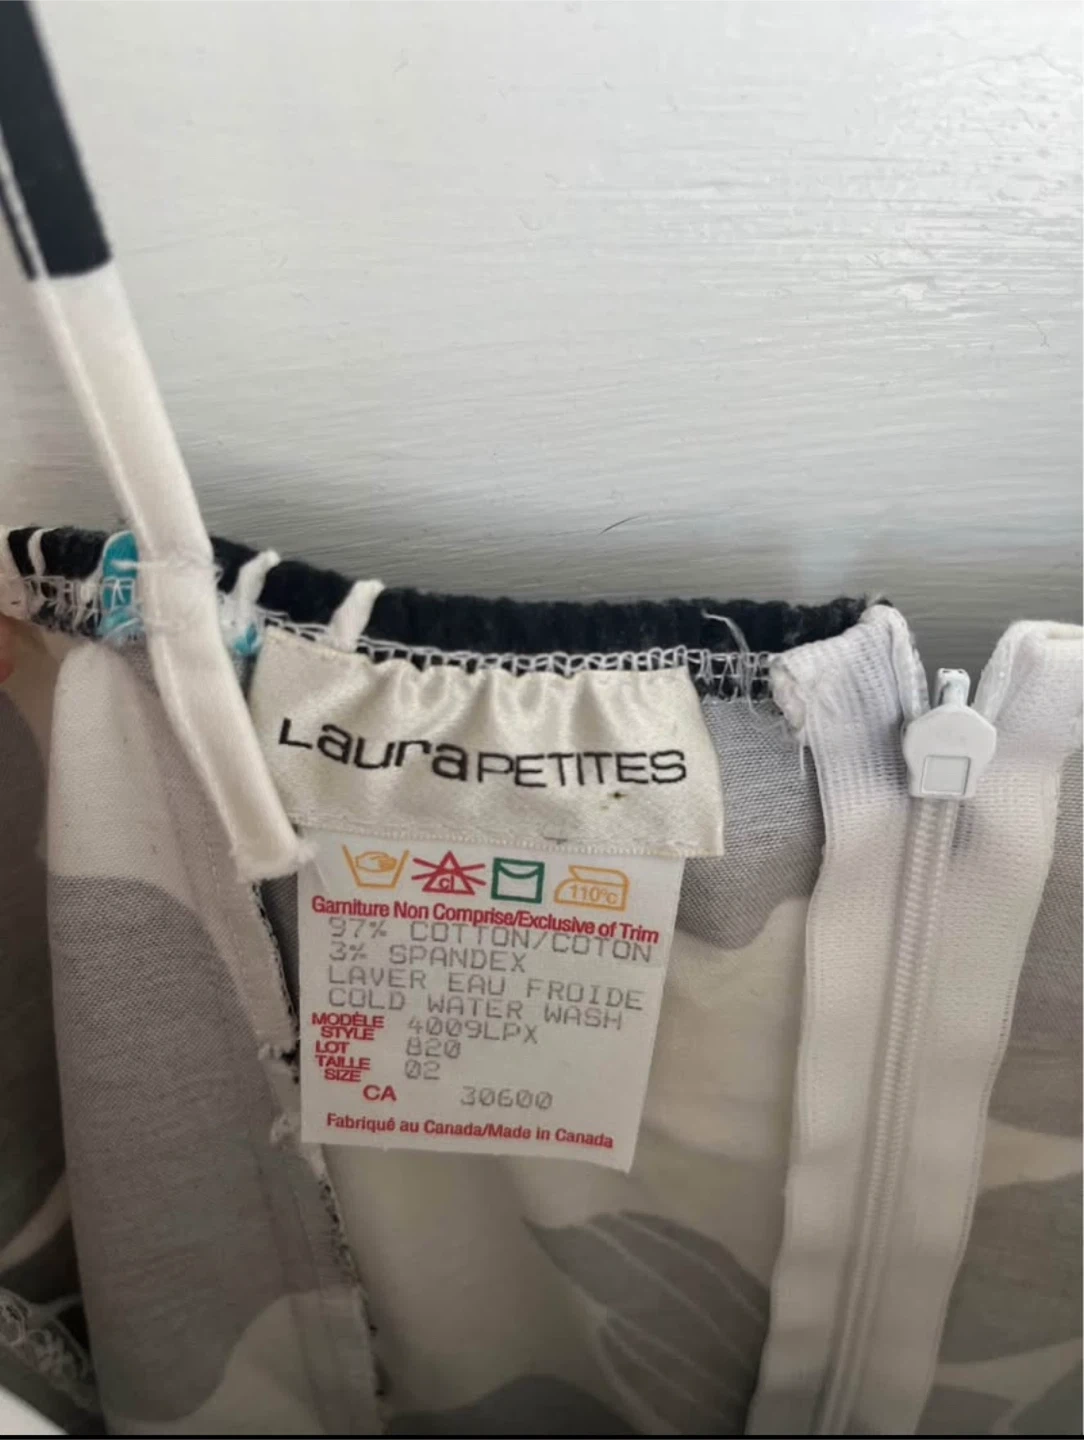 Laura PETITES
cl 110°c
Garniture Non Comprise/Exclusive of Trim
97% COTTON/COTON
3% SPANDEX
LAVER EAU FROIDE
COLD WATER WASH
MODÈLE
STYLE 4009LPX
LOT 820
TAILLE
SIZE 02
CA 30600
Fabriqué au Canada/Made in Canada